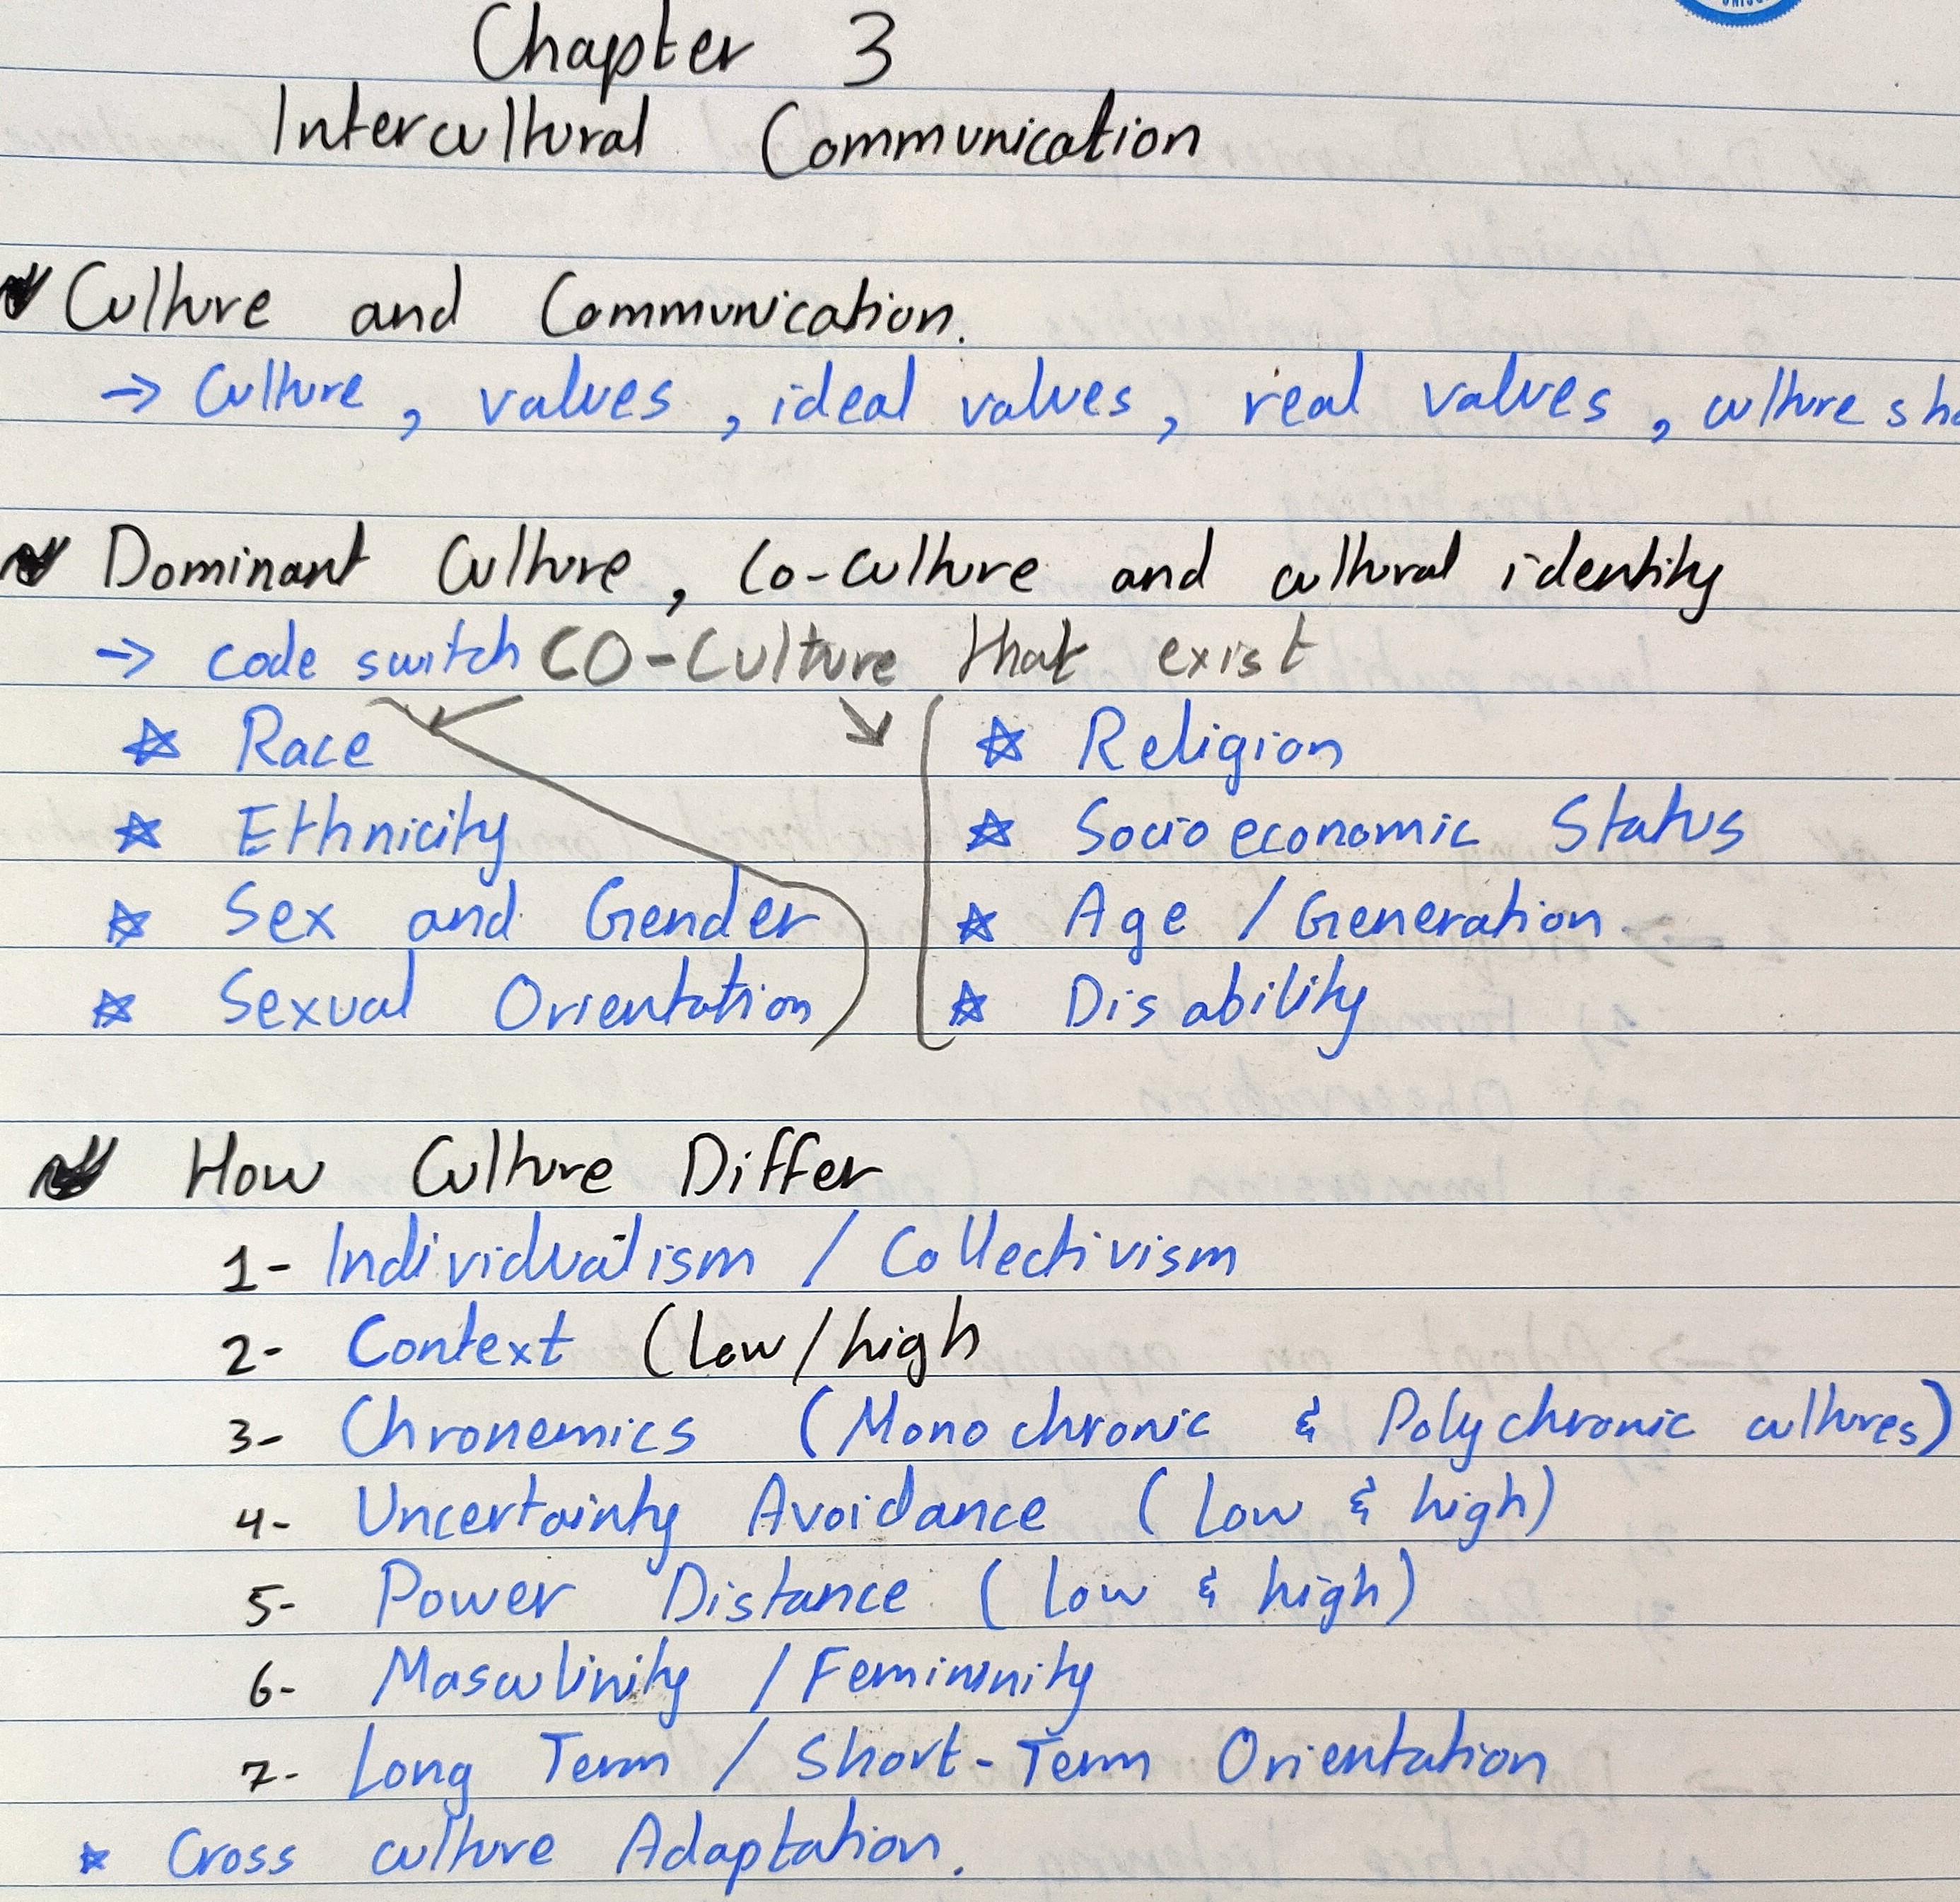 Chapter 3
Intercultural Communication
Culture and Communication.
→ Culture, values, ideal values, real values, culture sho
Dominant Culture, Co-culture and cultural identity
→ code switch CO-Culture that exist
☆ Race ☆ Religion
☆ Ethnicity ☆ Socioeconomic Status
☆ Sex and Gender ☆ Age / Generation
☆ Sexual Orientation ☆ Disability
How Culture Differ
1- Individualism / Collectivism
2- Context (low/high
3- Chronemics (Monochronic & Polychronic cultures)
4- Uncertainty Avoidance (low & high)
5- Power Distance (low & high)
6- Masculinity / Femininity
7- Long Term / Short-Term Orientation
* Cross culture Adaptation.